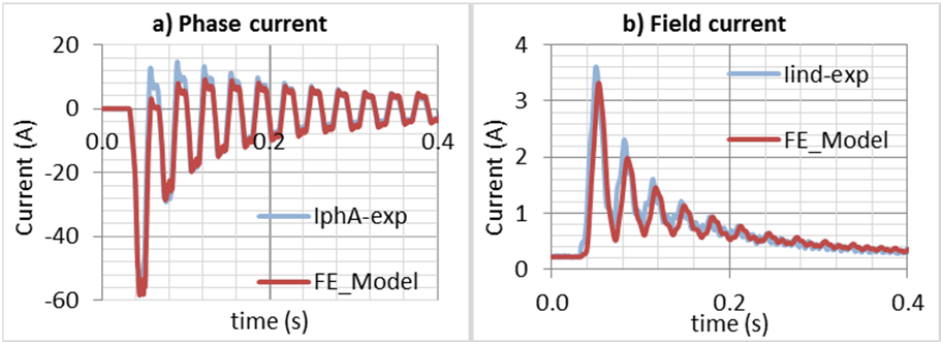 a) Phase current
20
0
-20
-40
-60
0.0
0.2
0.4
Current (A)
time (s)
IphA-exp
FE_Model
b) Field current
4
3
2
1
0
0.0
0.2
0.4
Current (A)
time (s)
Iind-exp
FE_Model